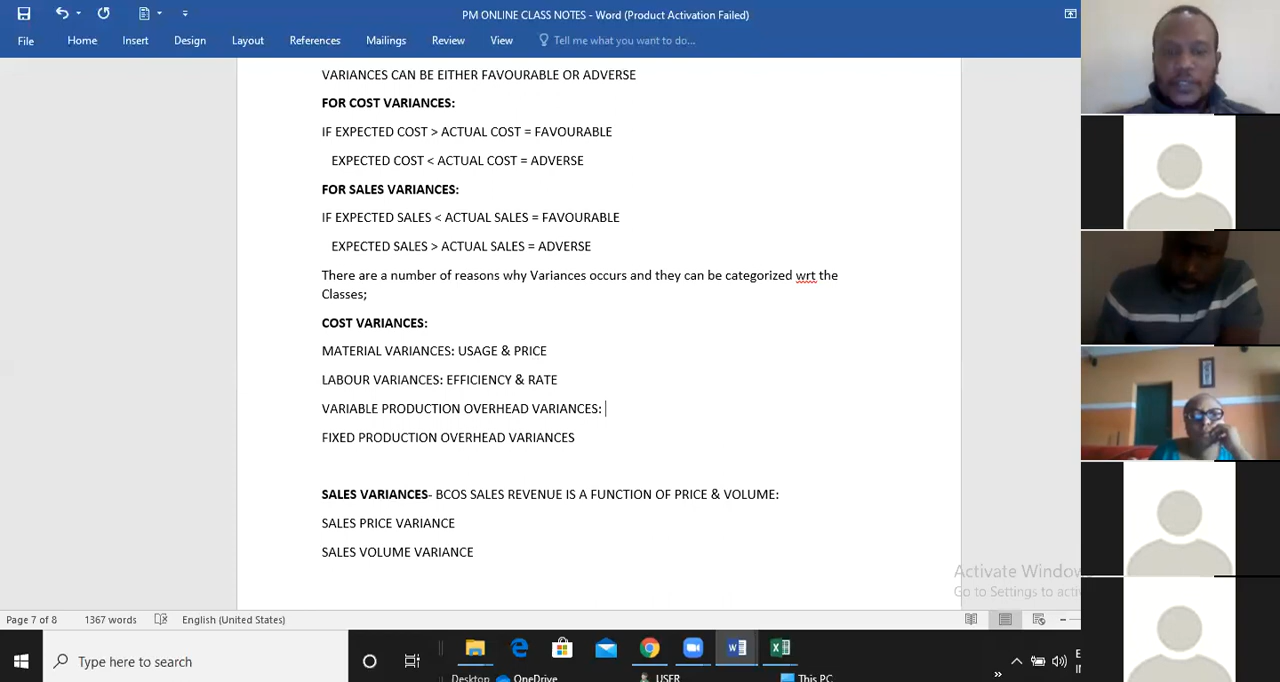 PM ONLINE CLASS NOTES - Word (Product Activation Failed)
File Home Insert Design Layout References Mailings Review View Tell me what you want to do...
VARIANCES CAN BE EITHER FAVOURABLE OR ADVERSE
FOR COST VARIANCES:
IF EXPECTED COST > ACTUAL COST = FAVOURABLE
EXPECTED COST < ACTUAL COST = ADVERSE
FOR SALES VARIANCES:
IF EXPECTED SALES < ACTUAL SALES = FAVOURABLE
EXPECTED SALES > ACTUAL SALES = ADVERSE
There are a number of reasons why Variances occurs and they can be categorized wrt the
Classes;
COST VARIANCES:
MATERIAL VARIANCES: USAGE & PRICE
LABOUR VARIANCES: EFFICIENCY & RATE
VARIABLE PRODUCTION OVERHEAD VARIANCES:
FIXED PRODUCTION OVERHEAD VARIANCES
SALES VARIANCES- BCOS SALES REVENUE IS A FUNCTION OF PRICE & VOLUME:
SALES PRICE VARIANCE
SALES VOLUME VARIANCE
Activate Window
Go to Settings to acti
Page 7 of 8 1367 words English (United States)
Type here to search
Desktop OneDrive USER This PC